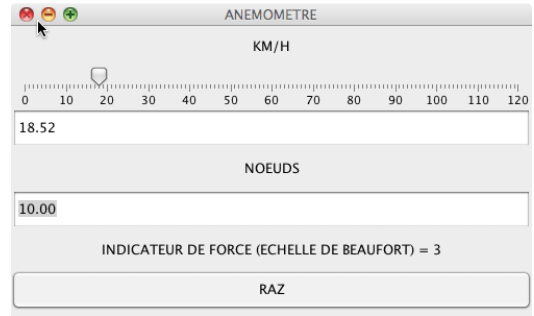 ANEMOMETRE
KM/H
0 10 20 30 40 50 60 70 80 90 100 110 120
18.52
NOEUDS
10.00
INDICATEUR DE FORCE (ECHELLE DE BEAUFORT) = 3
RAZ